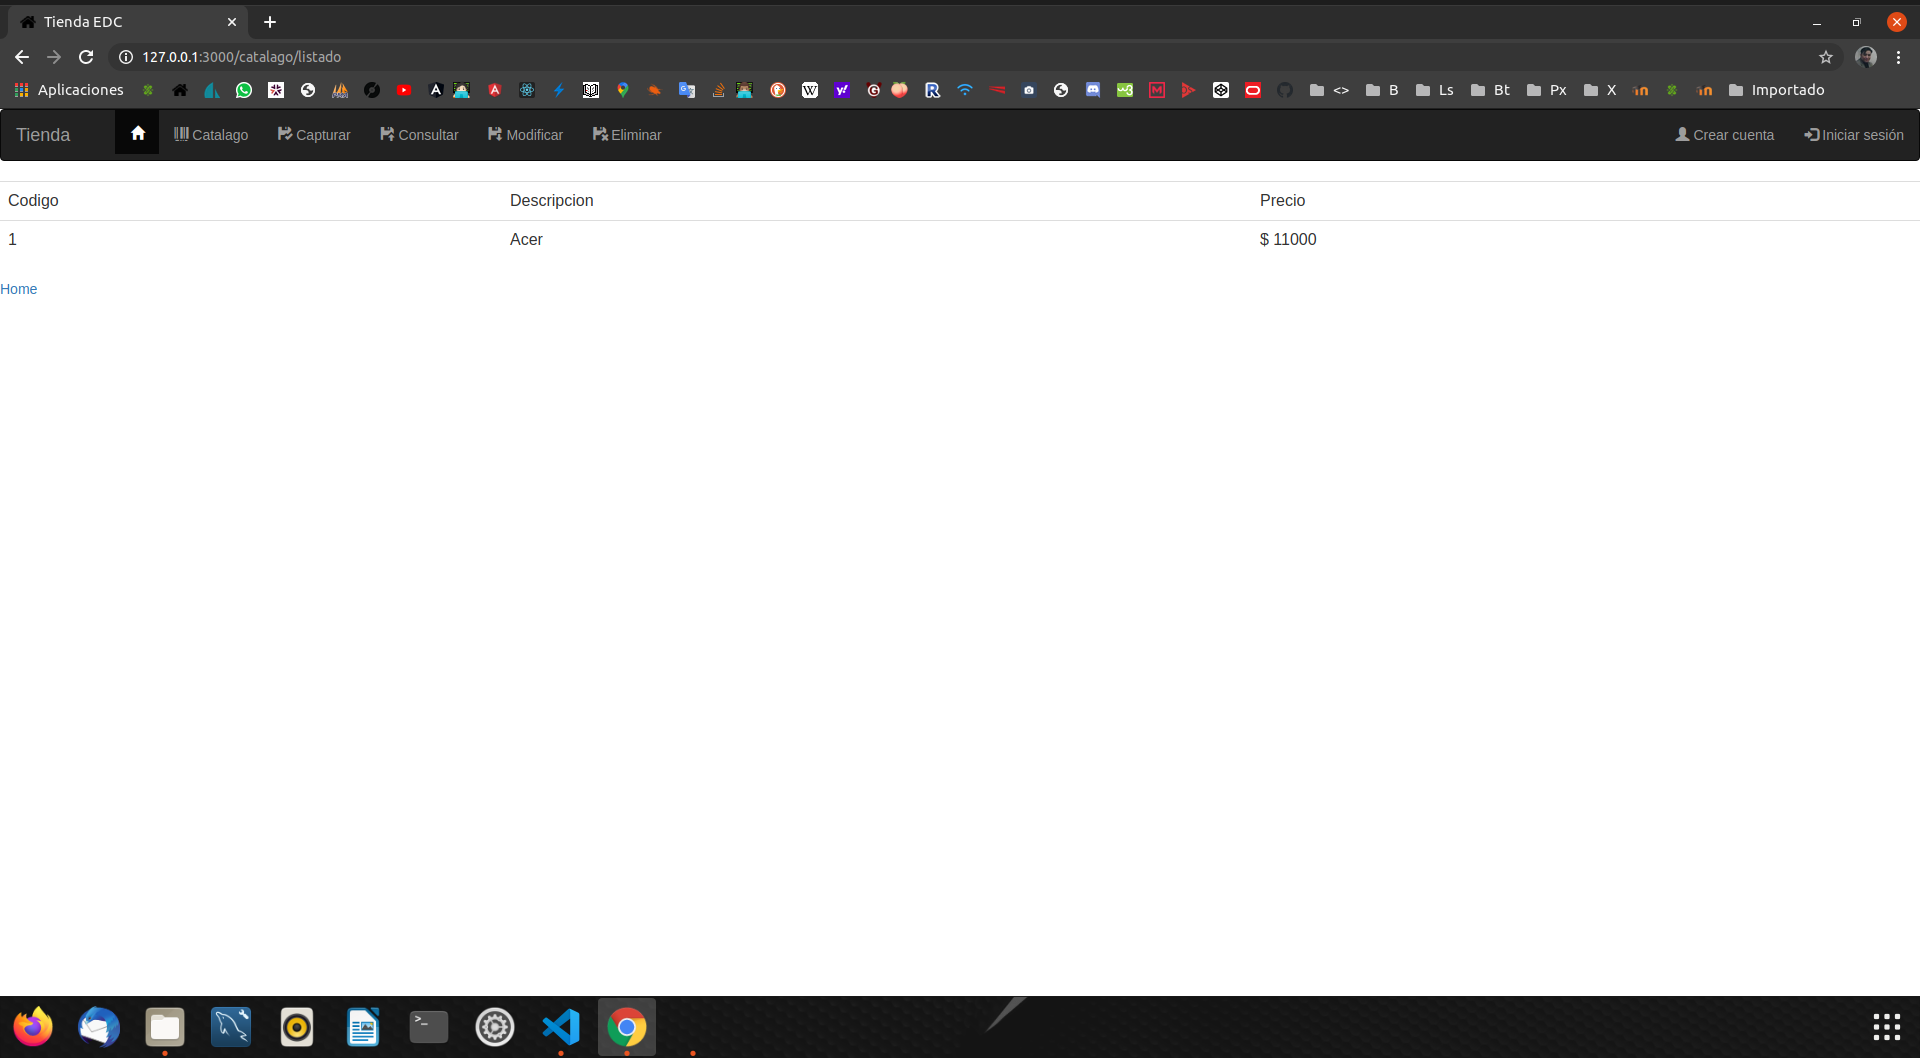 Tienda EDC
127.0.0.1:3000/catalago/listado
Aplicaciones <> B Ls Bt Px X Importado
Tienda Catalago Capturar Consultar Modificar Eliminar Crear cuenta Iniciar sesión
Codigo Descripcion Precio
1 Acer $ 11000
Home